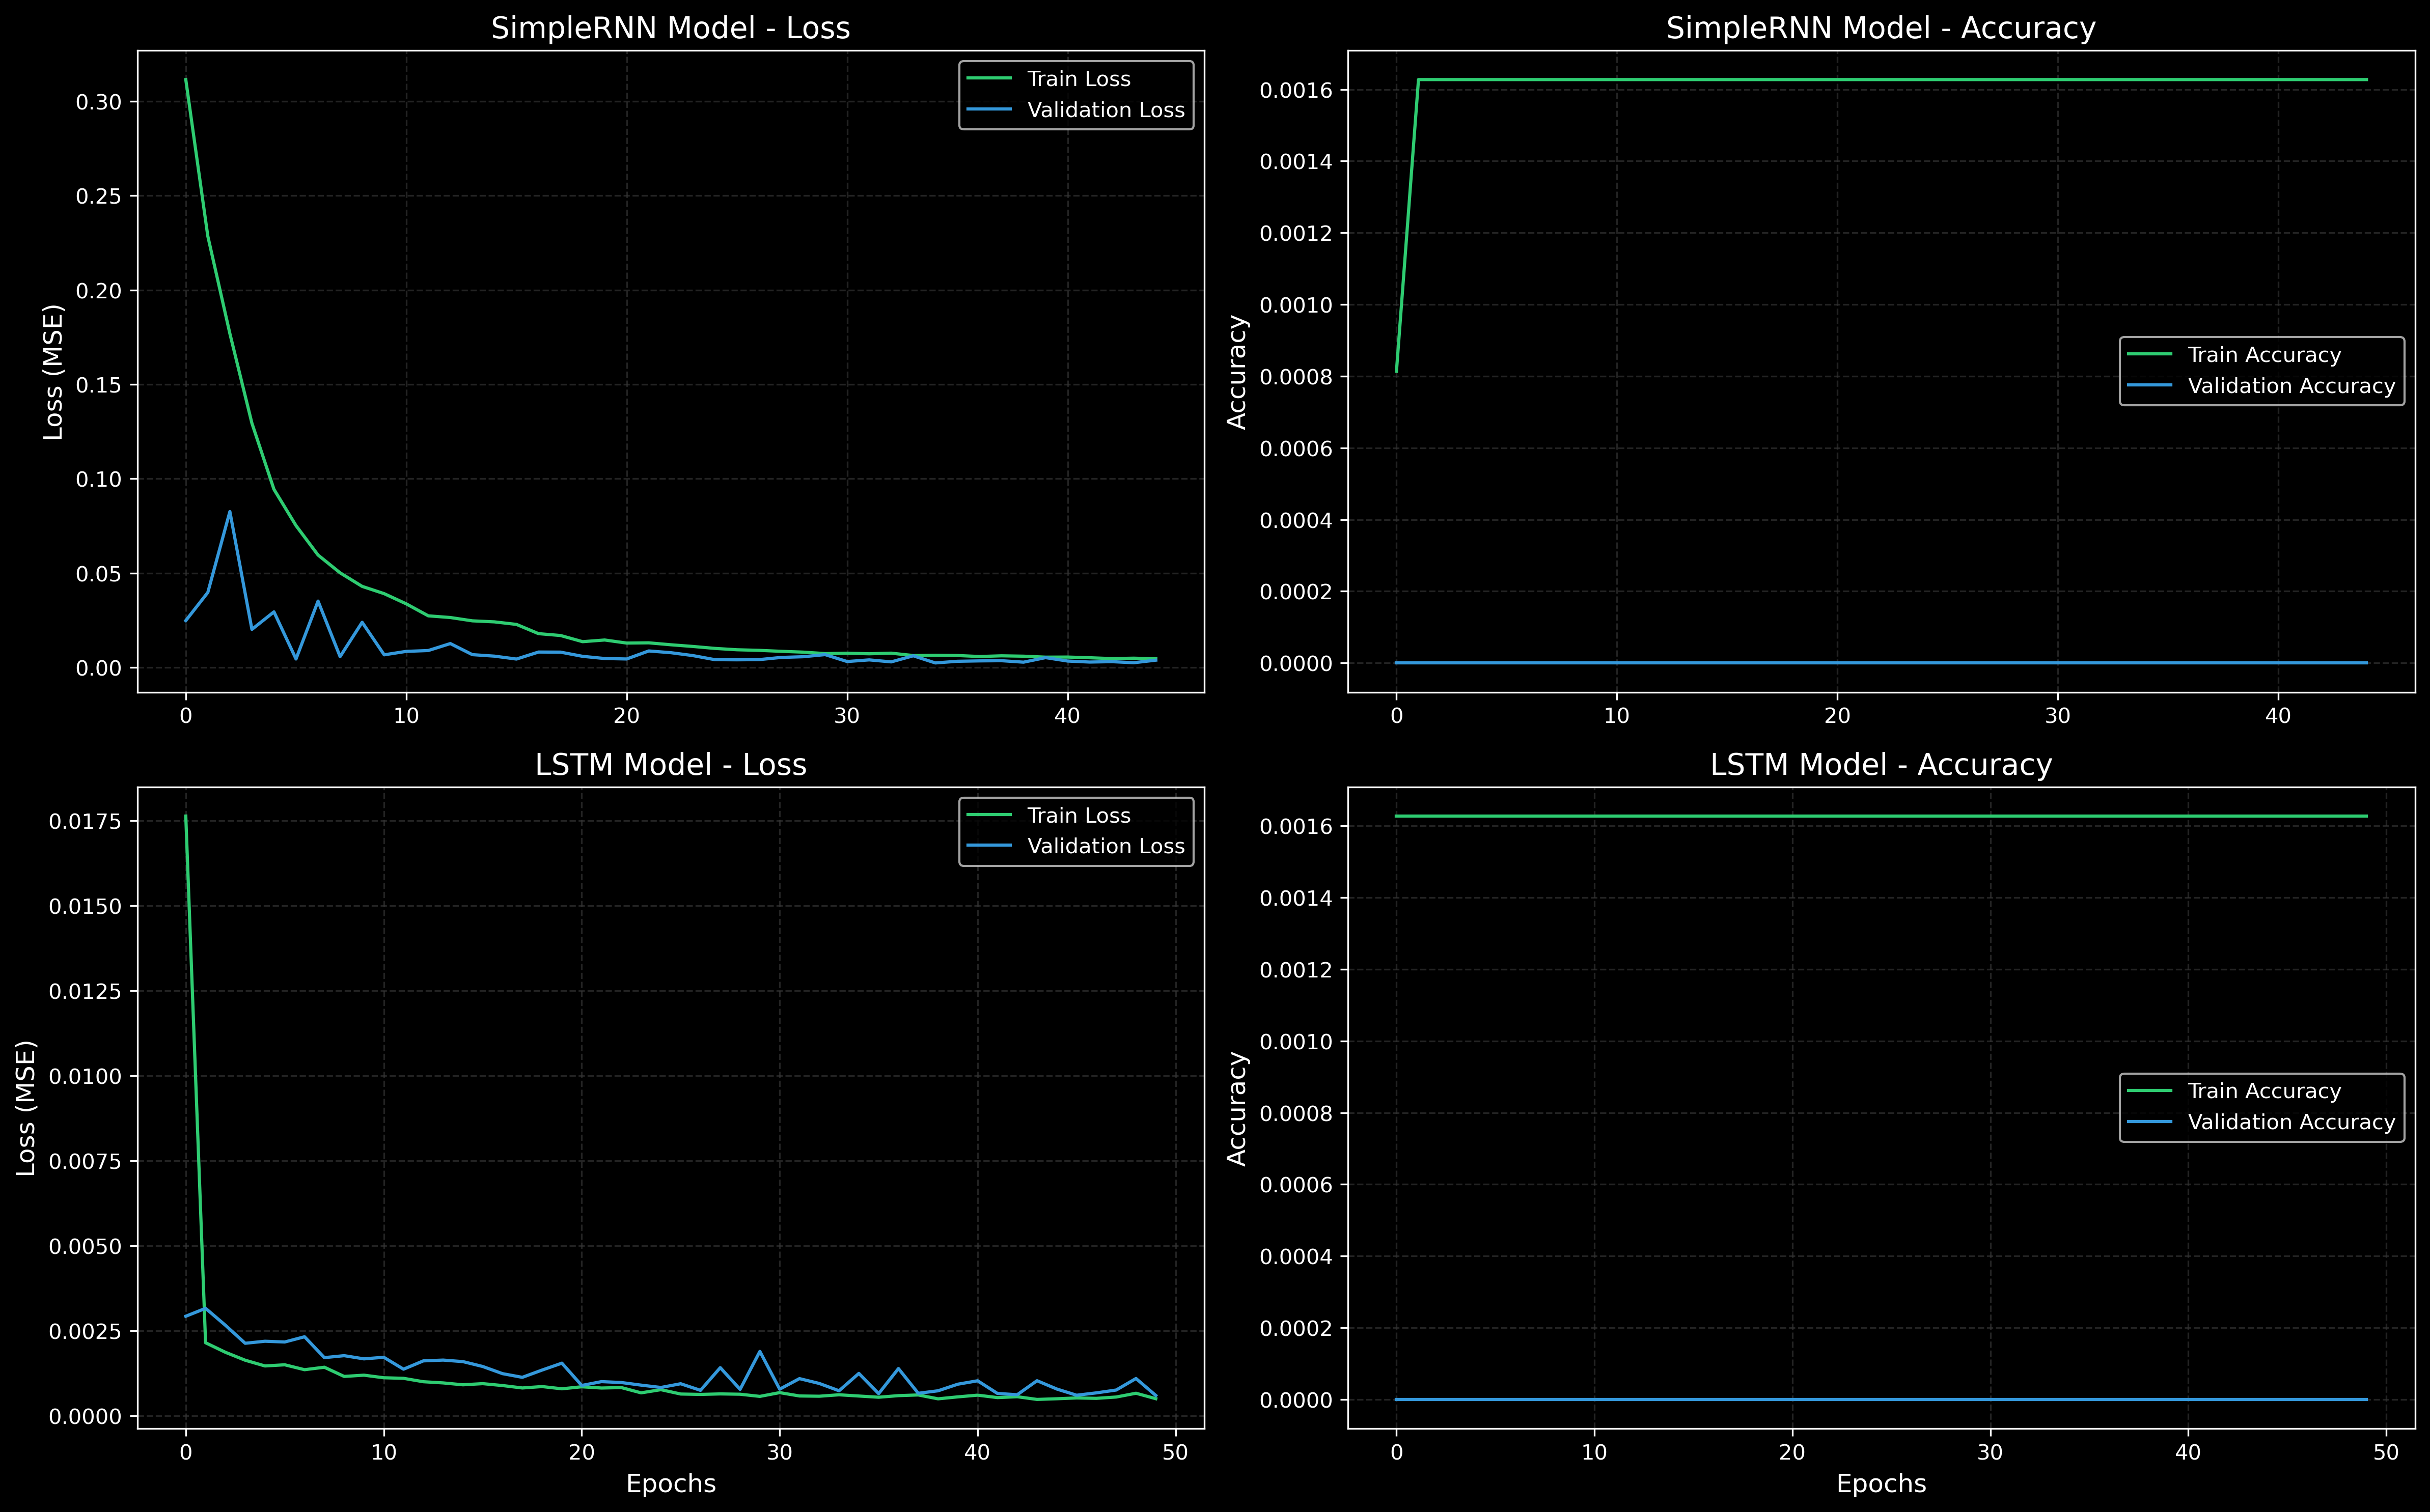 SimpleRNN Model - Loss
Loss (MSE)
0.30
0.25
0.20
0.15
0.10
0.05
0.00
0 10 20 30 40
Train Loss
Validation Loss
SimpleRNN Model - Accuracy
Accuracy
0.0016
0.0014
0.0012
0.0010
0.0008
0.0006
0.0004
0.0002
0.0000
0 10 20 30 40
Train Accuracy
Validation Accuracy
LSTM Model - Loss
Loss (MSE)
0.0175
0.0150
0.0125
0.0100
0.0075
0.0050
0.0025
0.0000
0 10 20 30 40 50
Epochs
Train Loss
Validation Loss
LSTM Model - Accuracy
Accuracy
0.0016
0.0014
0.0012
0.0010
0.0008
0.0006
0.0004
0.0002
0.0000
0 10 20 30 40 50
Epochs
Train Accuracy
Validation Accuracy